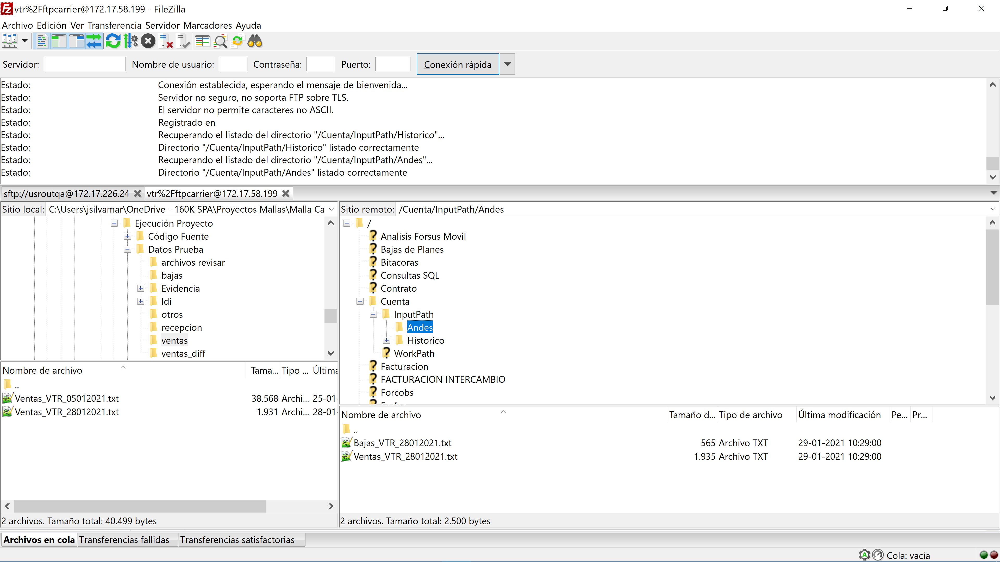 vtr%2Fftpcarrier@172.17.58.199 - FileZilla
Archivo Edición Ver Transferencia Servidor Marcadores Ayuda
Servidor: Nombre de usuario: Contraseña: Puerto: Conexión rápida
Estado: Conexión establecida, esperando el mensaje de bienvenida...
Estado: Servidor no seguro, no soporta FTP sobre TLS.
Estado: El servidor no permite caracteres no ASCII.
Estado: Registrado en
Estado: Recuperando el listado del directorio "/Cuenta/InputPath/Historico"...
Estado: Directorio "/Cuenta/InputPath/Historico" listado correctamente
Estado: Recuperando el listado del directorio "/Cuenta/InputPath/Andes"...
Estado: Directorio "/Cuenta/InputPath/Andes" listado correctamente
sftp://usroutqa@172.17.226.24 vtr%2Fftpcarrier@172.17.58.199
Sitio local: C:\Users\jsilvamar\OneDrive - 160K SPA\Proyectos Mallas\Malla Ca
Ejecución Proyecto
Código Fuente
Datos Prueba
archivos revisar
bajas
Evidencia
ldi
otros
recepcion
ventas
ventas_diff
Nombre de archivo Tama... Tipo ... Última
..
Ventas_VTR_05012021.txt 38.568 Archi... 25-01-
Ventas_VTR_28012021.txt 1.931 Archi... 28-01-
2 archivos. Tamaño total: 40.499 bytes
Sitio remoto: /Cuenta/InputPath/Andes
/
Analisis Forsus Movil
Bajas de Planes
Bitacoras
Consultas SQL
Contrato
Cuenta
InputPath
Andes
Historico
WorkPath
Facturacion
FACTURACION INTERCAMBIO
Forcobs
Nombre de archivo Tamaño d... Tipo de archivo Última modificación Pe... Pr...
..
Bajas_VTR_28012021.txt 565 Archivo TXT 29-01-2021 10:29:00
Ventas_VTR_28012021.txt 1.935 Archivo TXT 29-01-2021 10:29:00
2 archivos. Tamaño total: 2.500 bytes
Archivos en cola Transferencias fallidas Transferencias satisfactorias
Cola: vacía